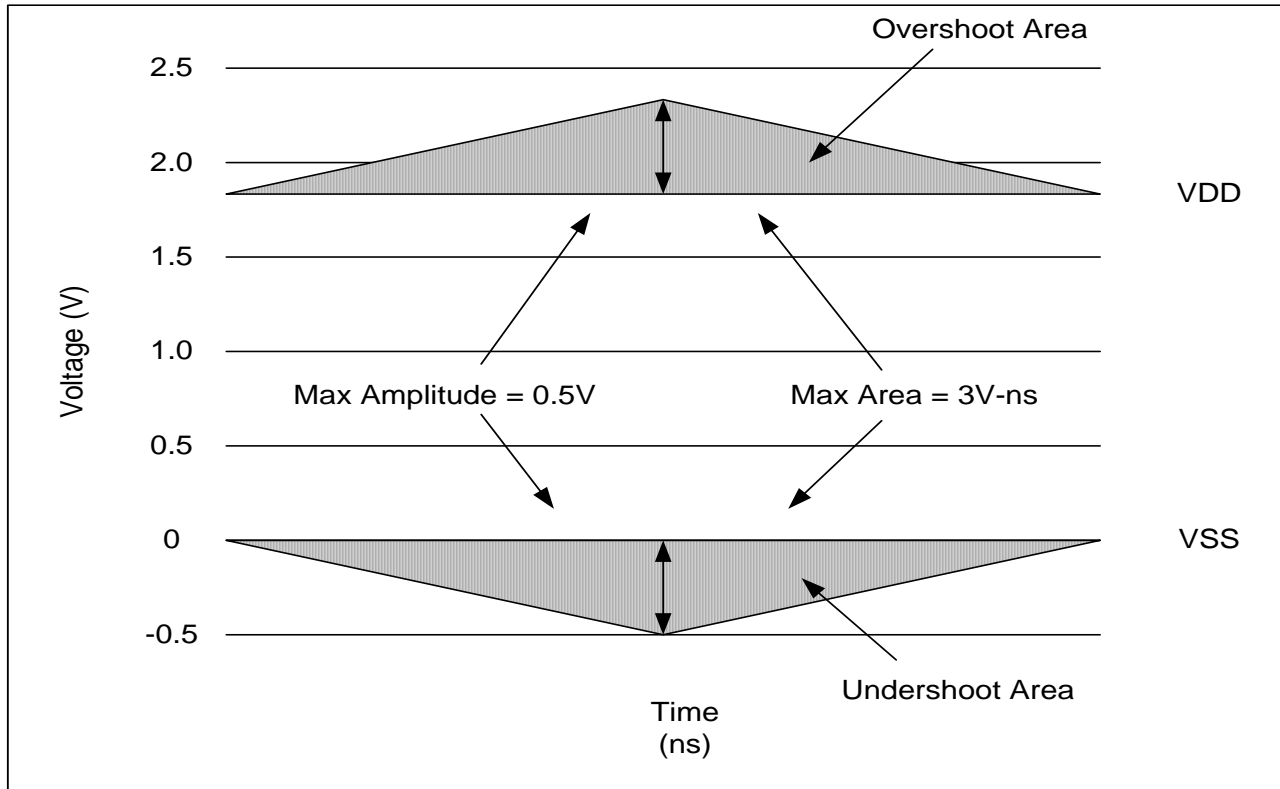 Overshoot Area
2.5
2.0
VDD
1.5
1.0
Voltage (V)
Max Amplitude = 0.5V
Max Area = 3V-ns
0.5
0
VSS
-0.5
Undershoot Area
Time
(ns)